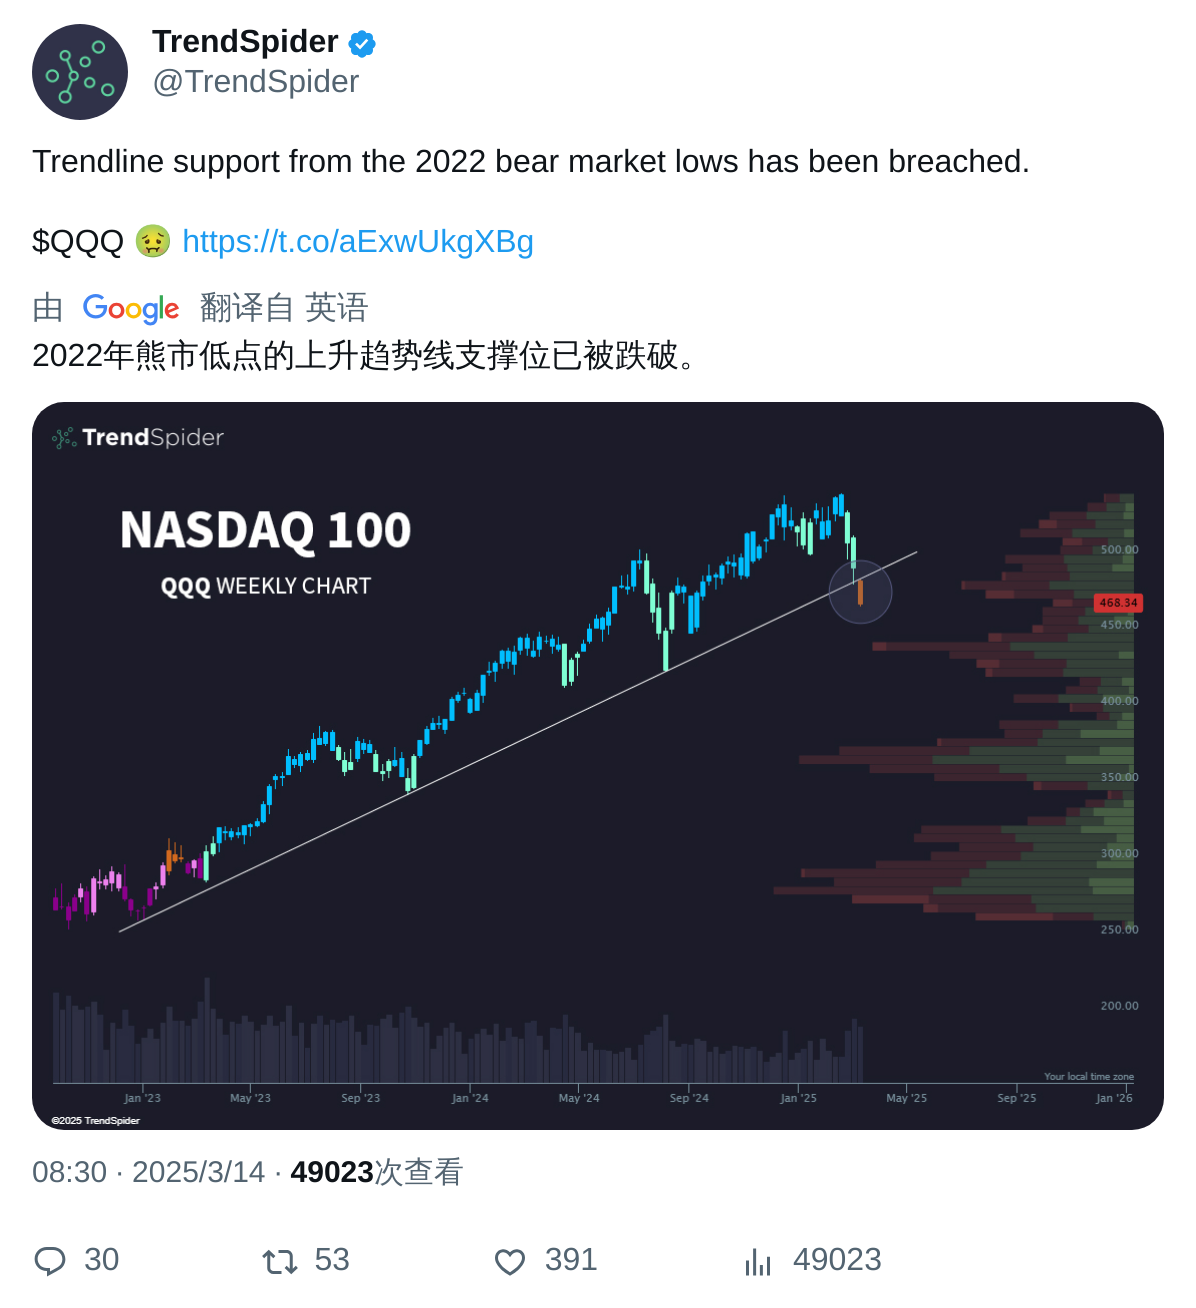 TrendSpider
@TrendSpider
Trendline support from the 2022 bear market lows has been breached.
$QQQ 🤢 https://t.co/aExwUkgXBg
由 Google 翻译自 英语
2022年熊市低点的上升趋势线支撑位已被跌破。
TrendSpider
NASDAQ 100
QQQ WEEKLY CHART
500.00
468.34
450.00
400.00
350.00
300.00
250.00
200.00
Your local time zone
Jan '23 May '23 Sep '23 Jan '24 May '24 Sep '24 Jan '25 May '25 Sep '25 Jan '26
©2025 TrendSpider
08:30 · 2025/3/14 · 49023次查看
30 53 391 49023